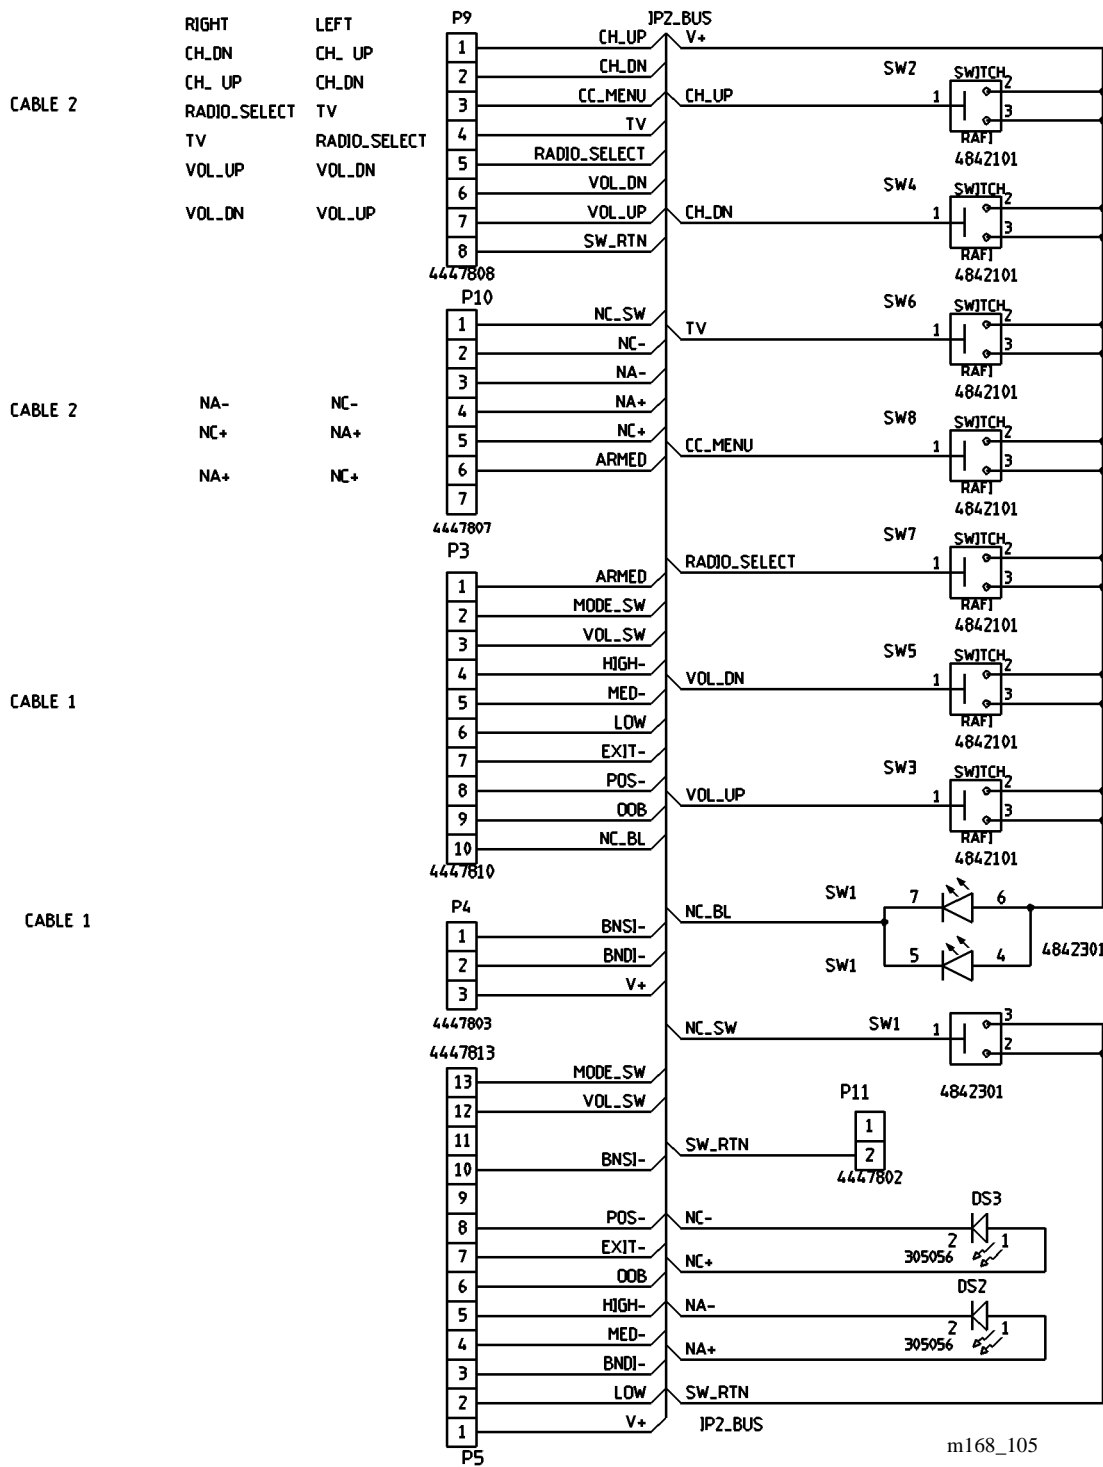 RIGHT LEFT
CH_DN CH_ UP
CH_ UP CH_DN
CABLE 2
RADIO_SELECT TV
TV RADIO_SELECT
VOL_UP VOL_DN
VOL_DN VOL_UP
P9
1 CH_UP
2 CH_DN
3 CC_MENU
4 TV
5 RADIO_SELECT
6 VOL_DN
7 VOL_UP
8 SW_RTN
4447808
P10
1 NC_SW
2 NC-
3 NA-
4 NA+
5 NC+
6 ARMED
7
4447807
CABLE 2
NA- NC-
NC+ NA+
NA+ NC+
P3
1 ARMED
2 MODE_SW
3 VOL_SW
4 HIGH-
5 MED-
6 LOW
7 EXIT-
8 POS-
9 OOB
10 NC_BL
4447810
CABLE 1
CABLE 1
P4
1 BNSI-
2 BNDI-
3 V+
4447803
4447813
13 MODE_SW
12 VOL_SW
11
10 BNSI-
9
8 POS-
7 EXIT-
6 OOB
5 HIGH-
4 MED-
3 BNDI-
2 LOW
1 V+
P5
IP2_BUS
V+
SW2 SWITCH
CH_UP 1 2 3
RAFI
4842101
SW4 SWITCH
CH_DN 1 2 3
RAFI
4842101
SW6 SWITCH
TV 1 2 3
RAFI
4842101
SW8 SWITCH
CC_MENU 1 2 3
RAFI
4842101
SW7 SWITCH
RADIO_SELECT 1 2 3
RAFI
4842101
SW5 SWITCH
VOL_DN 1 2 3
RAFI
4842101
SW3 SWITCH
VOL_UP 1 2 3
RAFI
4842101
SW1 7 6
NC_BL
SW1 5 4 4842301
NC_SW SW1 1 3 2
4842301
P11
1
SW_RTN 2
4447802
DS3
NC- 2 1
305056
NC+
DS2
NA- 2 1
305056
NA+
SW_RTN
IP2_BUS
m168_105